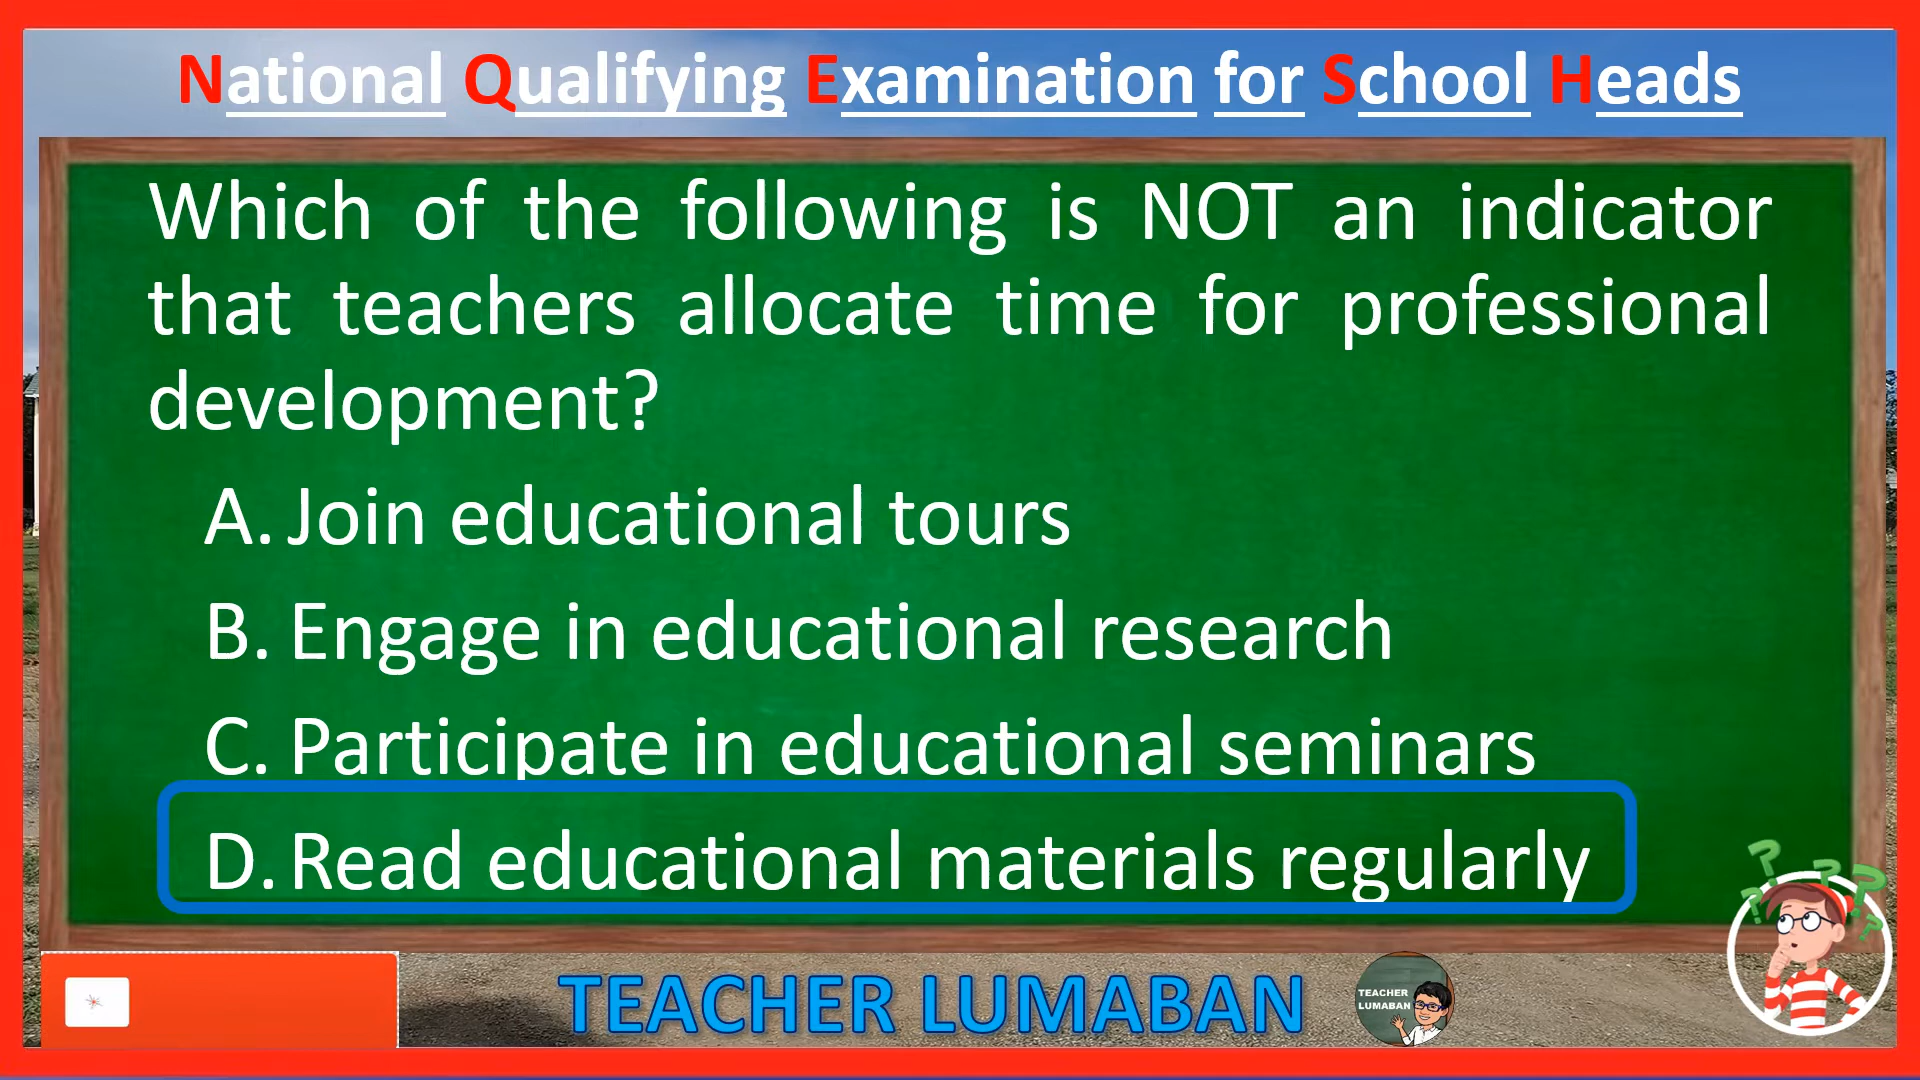 National Qualifying Examination for School Heads
Which of the following is NOT an indicator
that teachers allocate time for professional
development?
A. Join educational tours
B. Engage in educational research
C. Participate in educational seminars
D. Read educational materials regularly
TEACHER LUMABAN
TEACHER
LUMABAN